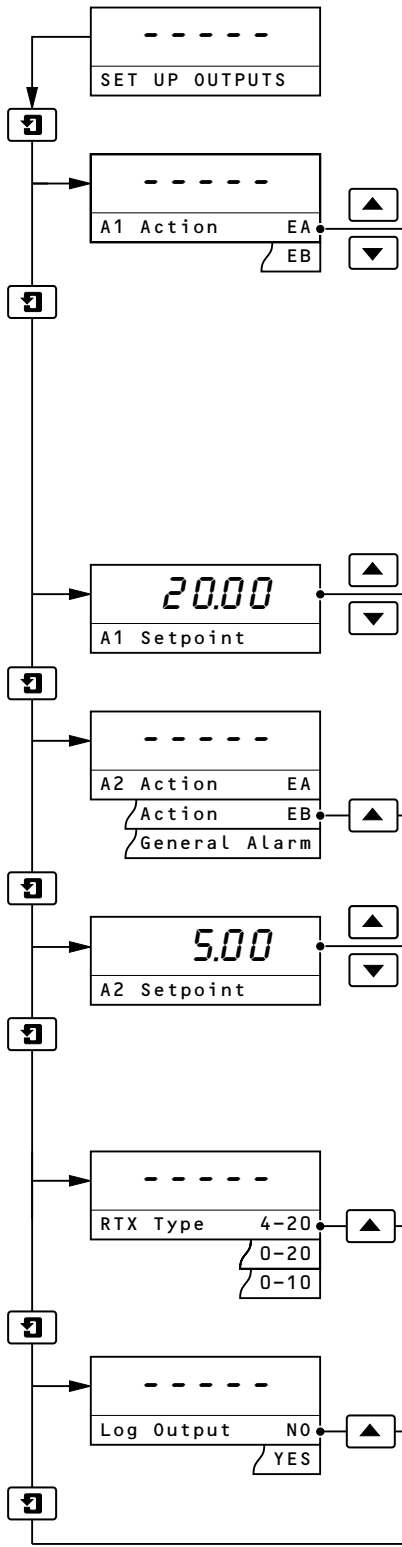 - - - - -
SET UP OUTPUTS
- - - - -
A1 Action EA
EB
20.00
A1 Setpoint
- - - - -
A2 Action EA
Action EB
General Alarm
5.00
A2 Setpoint
- - - - -
RTX Type 4-20
0-20
0-10
- - - - -
Log Output NO
YES